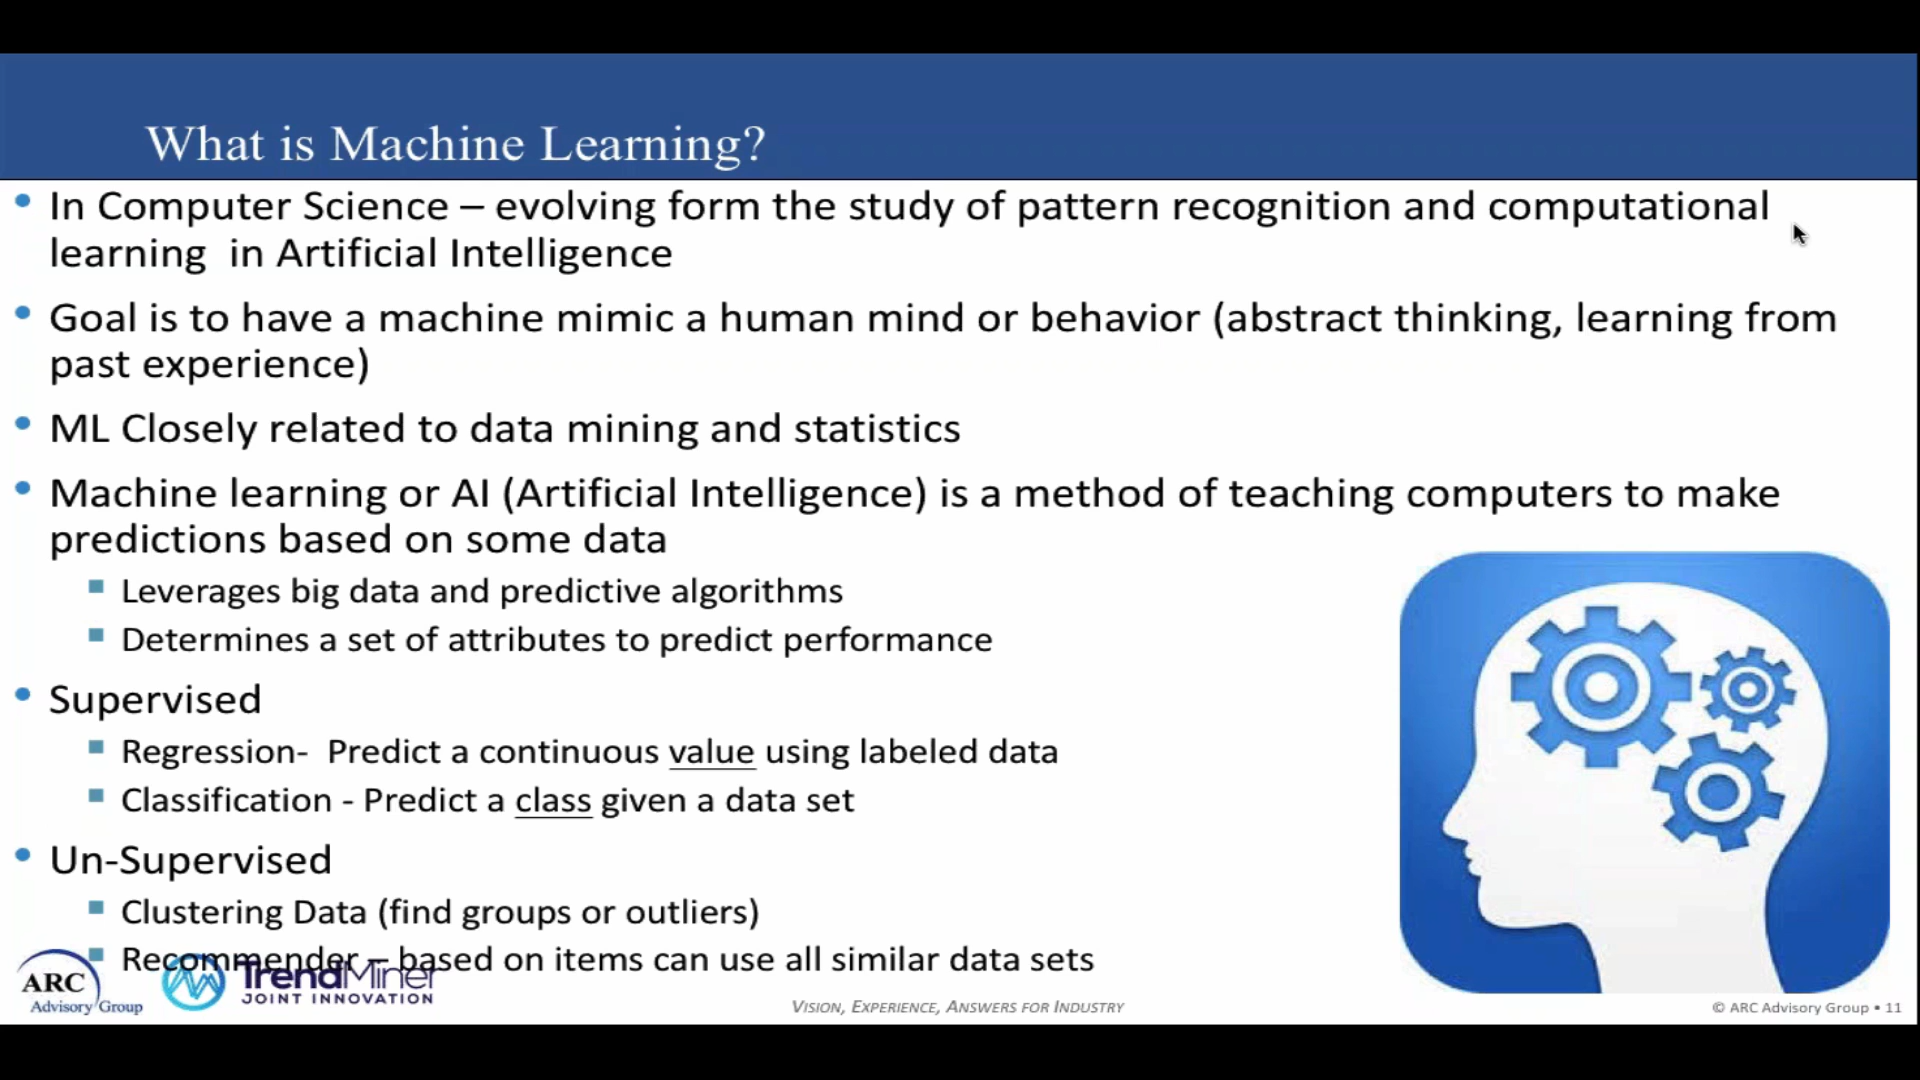 What is Machine Learning?
• In Computer Science – evolving form the study of pattern recognition and computational
learning  in Artificial Intelligence
• Goal is to have a machine mimic a human mind or behavior (abstract thinking, learning from
past experience)
• ML Closely related to data mining and statistics
• Machine learning or AI (Artificial Intelligence) is a method of teaching computers to make
predictions based on some data
▪ Leverages big data and predictive algorithms
▪ Determines a set of attributes to predict performance
• Supervised
▪ Regression-  Predict a continuous value using labeled data
▪ Classification - Predict a class given a data set
• Un-Supervised
▪ Clustering Data (find groups or outliers)
▪ Recommender – based on items can use all similar data sets
ARC
Advisory Group
TrendMiner
JOINT INNOVATION
VISION, EXPERIENCE, ANSWERS FOR INDUSTRY
© ARC Advisory Group • 11